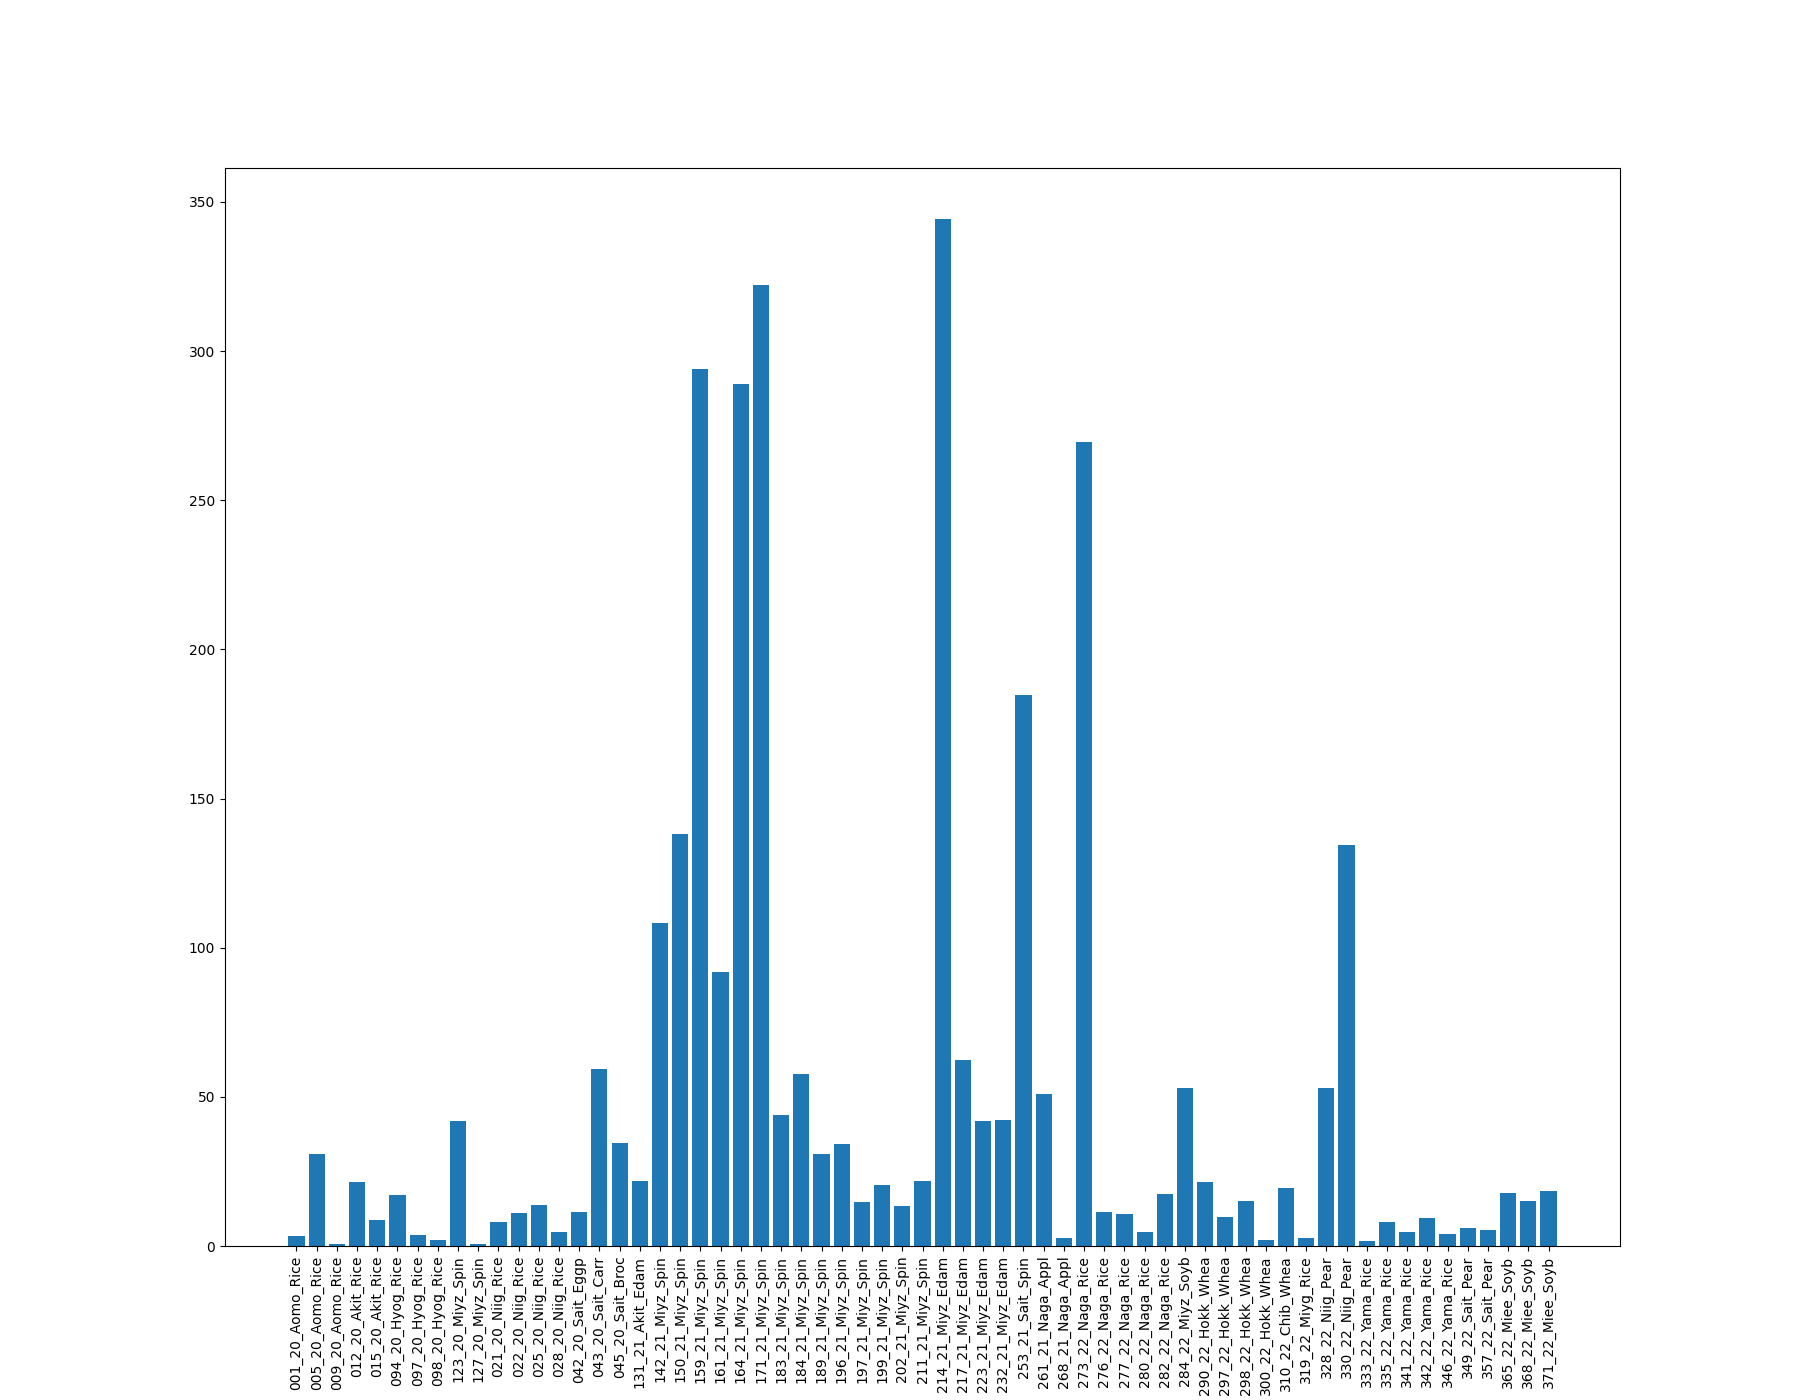 350
300
250
200
150
100
50
0
001_20_Aomo_Rice
005_20_Aomo_Rice
009_20_Aomo_Rice
012_20_Akit_Rice
015_20_Akit_Rice
094_20_Hyog_Rice
097_20_Hyog_Rice
098_20_Hyog_Rice
123_20_Miyz_Spin
127_20_Miyz_Spin
021_20_Niig_Rice
022_20_Niig_Rice
025_20_Niig_Rice
028_20_Niig_Rice
042_20_Sait_Eggp
043_20_Sait_Carr
045_20_Sait_Broc
131_21_Akit_Edam
142_21_Miyz_Spin
150_21_Miyz_Spin
159_21_Miyz_Spin
161_21_Miyz_Spin
164_21_Miyz_Spin
171_21_Miyz_Spin
183_21_Miyz_Spin
184_21_Miyz_Spin
189_21_Miyz_Spin
196_21_Miyz_Spin
197_21_Miyz_Spin
199_21_Miyz_Spin
202_21_Miyz_Spin
211_21_Miyz_Spin
214_21_Miyz_Edam
217_21_Miyz_Edam
223_21_Miyz_Edam
232_21_Miyz_Edam
253_21_Sait_Spin
261_21_Naga_Appl
268_21_Naga_Appl
273_22_Naga_Rice
276_22_Naga_Rice
277_22_Naga_Rice
280_22_Naga_Rice
282_22_Naga_Rice
284_22_Miyz_Soyb
290_22_Hokk_Whea
297_22_Hokk_Whea
298_22_Hokk_Whea
300_22_Hokk_Whea
310_22_Chib_Whea
319_22_Miyg_Rice
328_22_Niig_Pear
330_22_Niig_Pear
333_22_Yama_Rice
335_22_Yama_Rice
341_22_Yama_Rice
342_22_Yama_Rice
346_22_Yama_Rice
349_22_Sait_Pear
357_22_Sait_Pear
365_22_Miee_Soyb
368_22_Miee_Soyb
371_22_Miee_Soyb